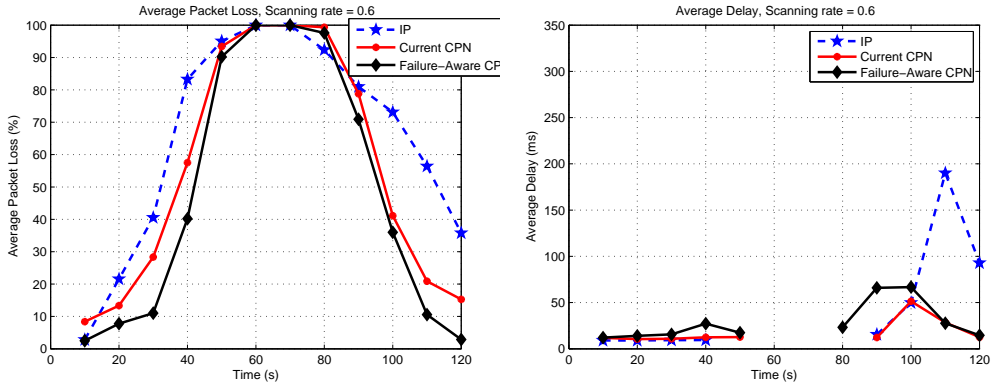 Average Packet Loss, Scanning rate = 0.6
IP
Current CPN
Failure−Aware CP
100
90
80
70
60
50
40
30
20
10
0
Average Packet Loss (%)
0
20
40
60
80
100
120
Time (s)
Average Delay, Scanning rate = 0.6
IP
Current CPN
Failure−Aware CPN
350
300
250
200
150
100
50
0
Average Delay (ms)
0
20
40
60
80
100
120
Time (s)